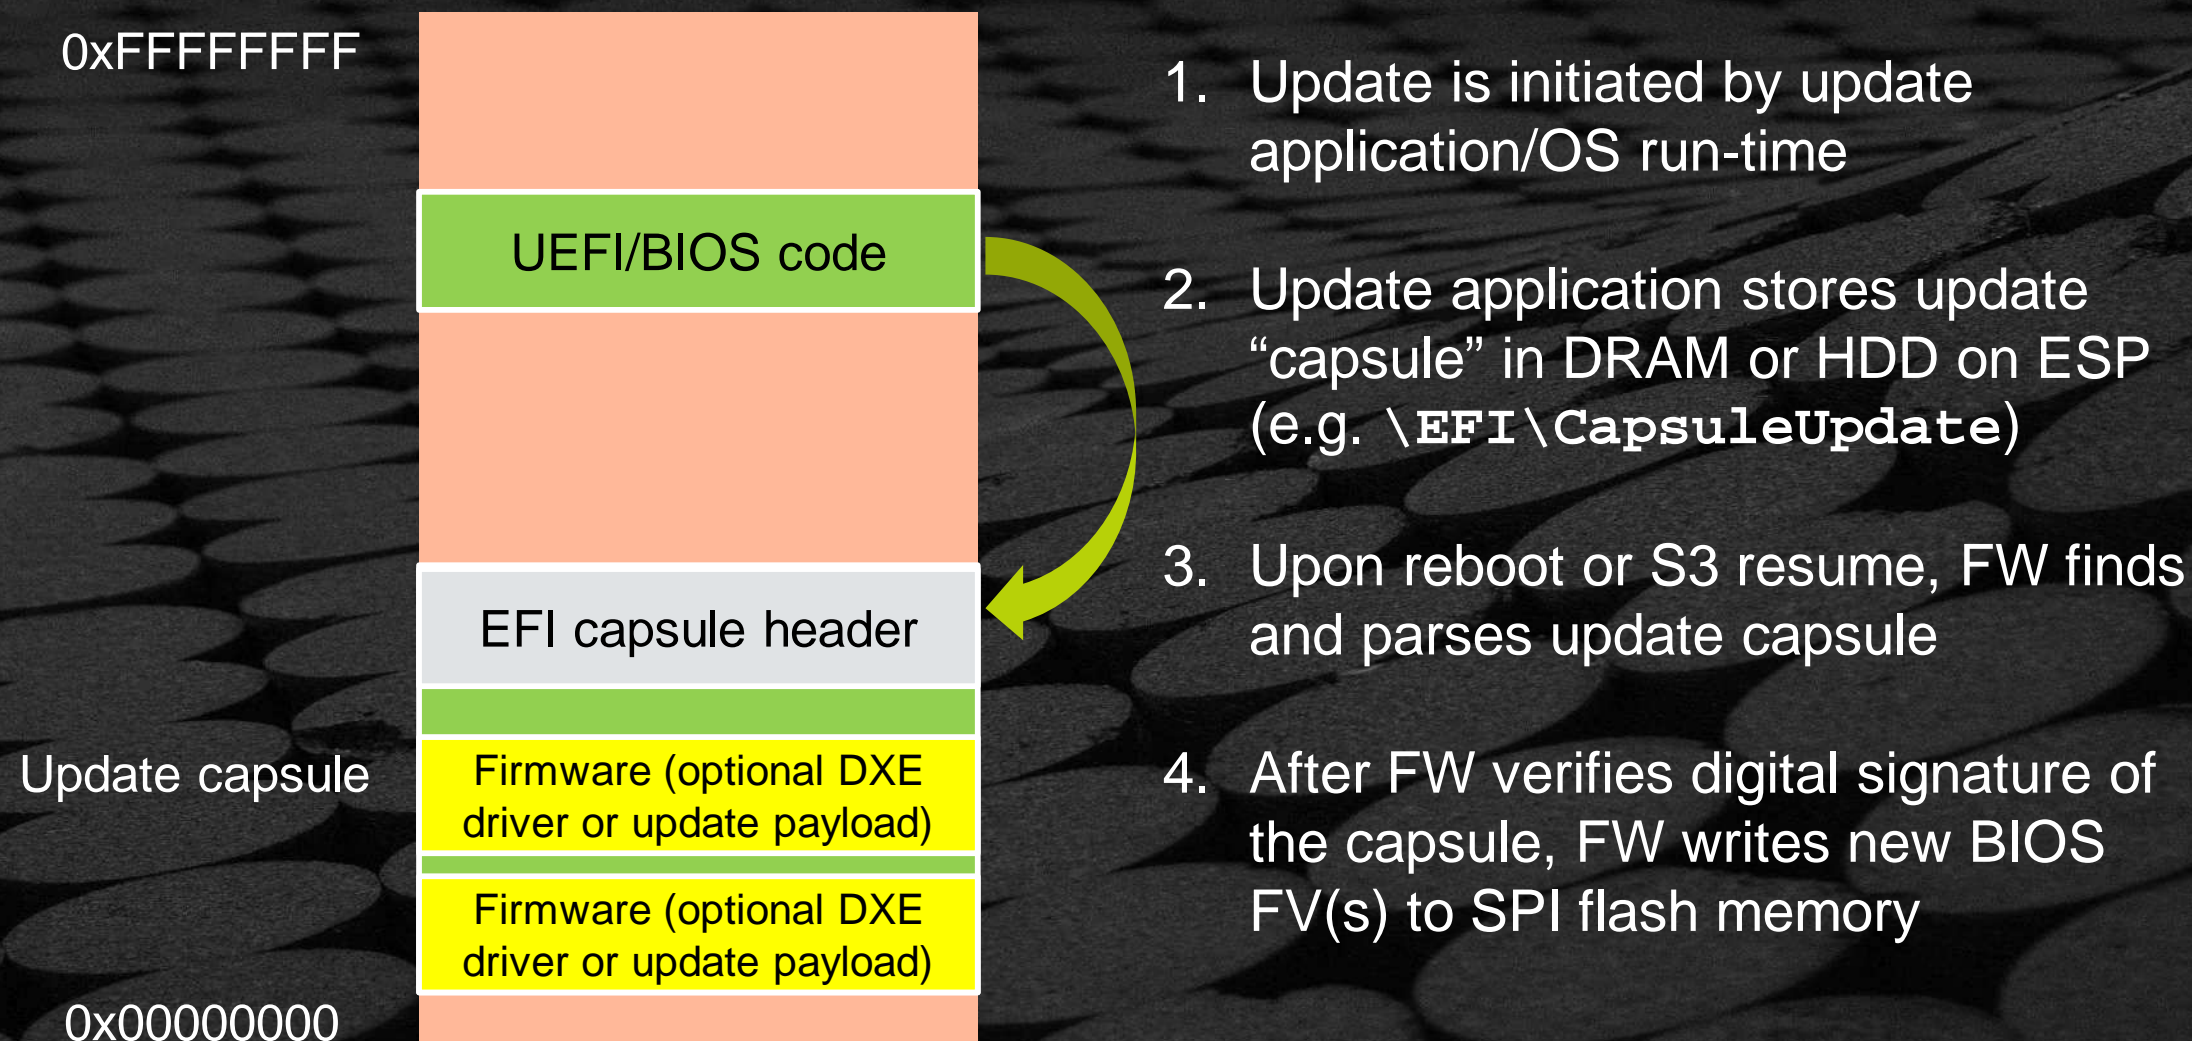 0xFFFFFFFF
UEFI/BIOS code
EFI capsule header
Update capsule
Firmware (optional DXE
driver or update payload)
Firmware (optional DXE
driver or update payload)
0x00000000
1. Update is initiated by update
application/OS run-time
2. Update application stores update
“capsule” in DRAM or HDD on ESP
(e.g. \EFI\CapsuleUpdate)
3. Upon reboot or S3 resume, FW finds
and parses update capsule
4. After FW verifies digital signature of
the capsule, FW writes new BIOS
FV(s) to SPI flash memory